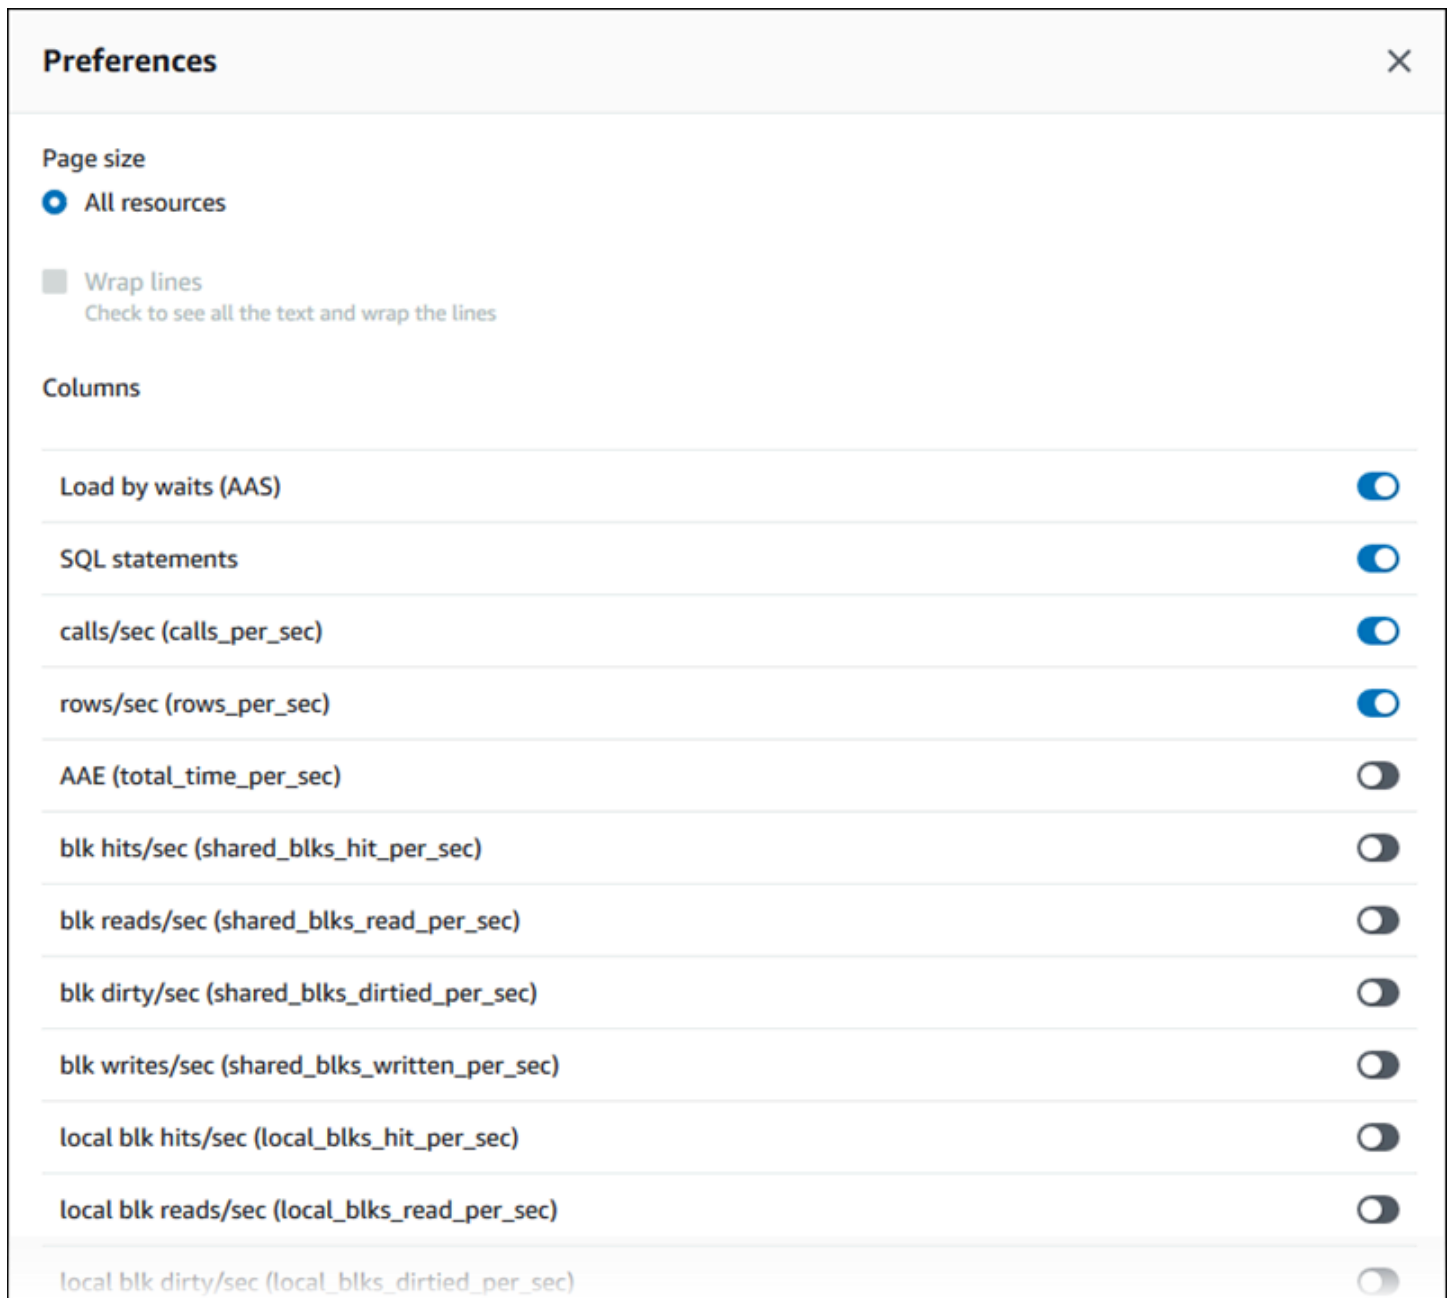 Preferences
Page size
All resources
Wrap lines
Check to see all the text and wrap the lines
Columns
Load by waits (AAS)
SQL statements
calls/sec (calls_per_sec)
rows/sec (rows_per_sec)
AAE (total_time_per_sec)
blk hits/sec (shared_blks_hit_per_sec)
blk reads/sec (shared_blks_read_per_sec)
blk dirty/sec (shared_blks_dirtied_per_sec)
blk writes/sec (shared_blks_written_per_sec)
local blk hits/sec (local_blks_hit_per_sec)
local blk reads/sec (local_blks_read_per_sec)
local blk dirty/sec (local_blks_dirtied_per_sec)